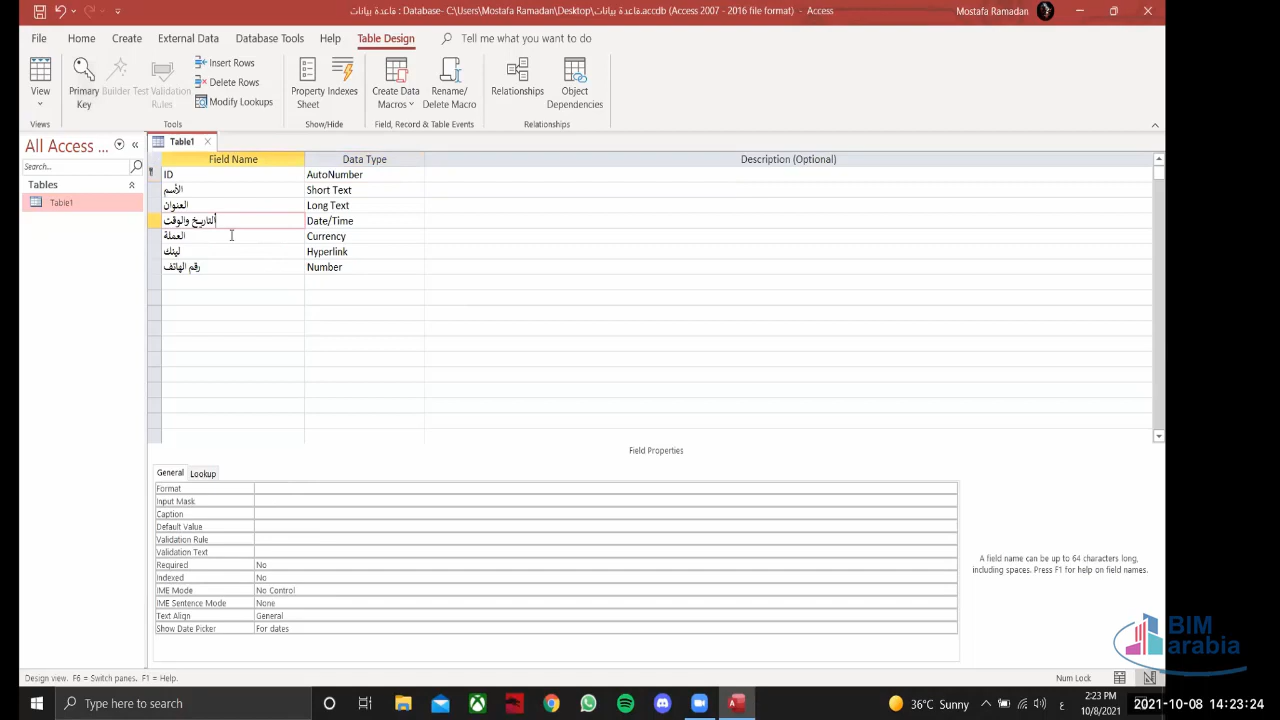 قاعدة بيانات : Database- C:\Users\Mostafa Ramadan\Desktop\قاعدة بيانات.accdb (Access 2007 - 2016 file format) - Access
Mostafa Ramadan
File Home Create External Data Database Tools Help Table Design Tell me what you want to do
View
Primary Key
Builder
Test Validation Rules
Insert Rows
Delete Rows
Modify Lookups
Property Sheet
Indexes
Create Data Macros
Rename/ Delete Macro
Relationships
Object Dependencies
Views Tools Show/Hide Field, Record & Table Events Relationships
All Access ...
Search...
Tables
Table1
Table1
Field Name Data Type Description (Optional)
ID AutoNumber
الأسم Short Text
العنوان Long Text
التاريخ والوقت Date/Time
العملة Currency
لينك Hyperlink
رقم الهاتف Number
Field Properties
General Lookup
Format
Input Mask
Caption
Default Value
Validation Rule
Validation Text
Required No
Indexed No
IME Mode No Control
IME Sentence Mode None
Text Align General
Show Date Picker For dates
A field name can be up to 64 characters long,
including spaces. Press F1 for help on field names.
BIM
arabia
Design view. F6 = Switch panes. F1 = Help.
Num Lock
Type here to search
36°C Sunny
ع
2:23 PM
10/8/2021
2021-10-08 14:23:24